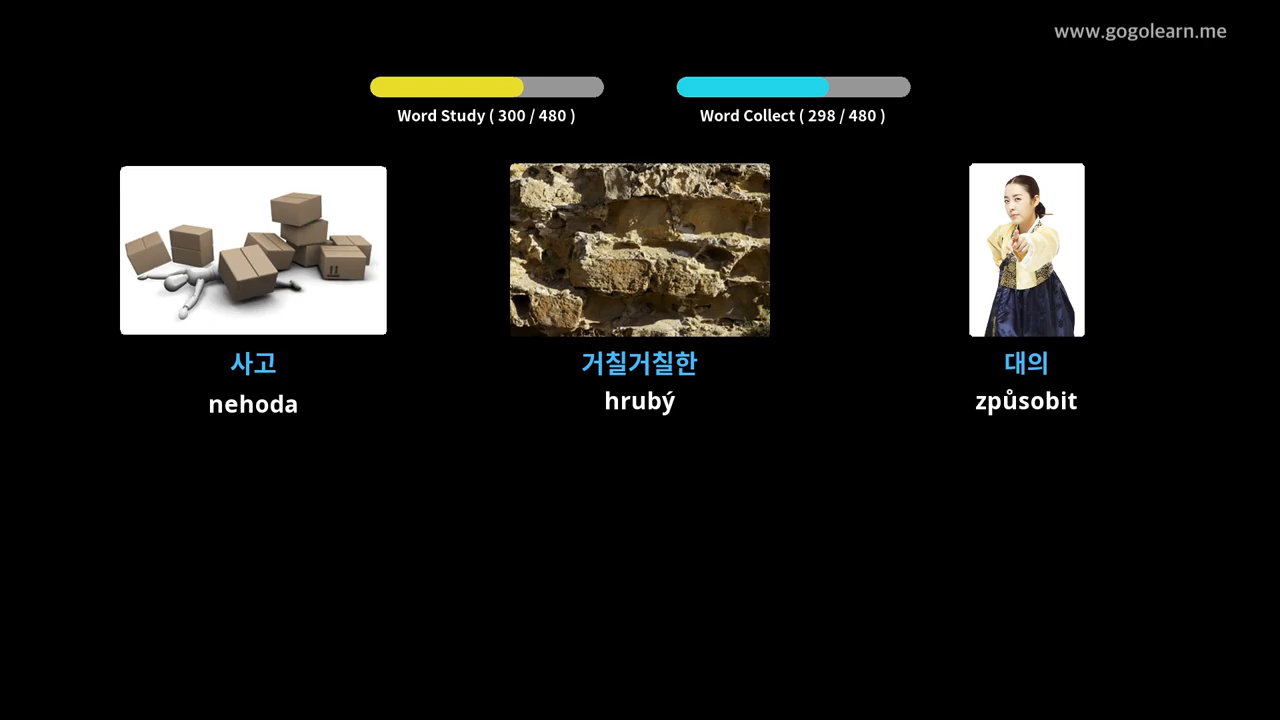 www.gogolearn.me
Word Study ( 300 / 480 )
Word Collect ( 298 / 480 )
사고
거칠거칠한
대의
nehoda
hrubý
způsobit